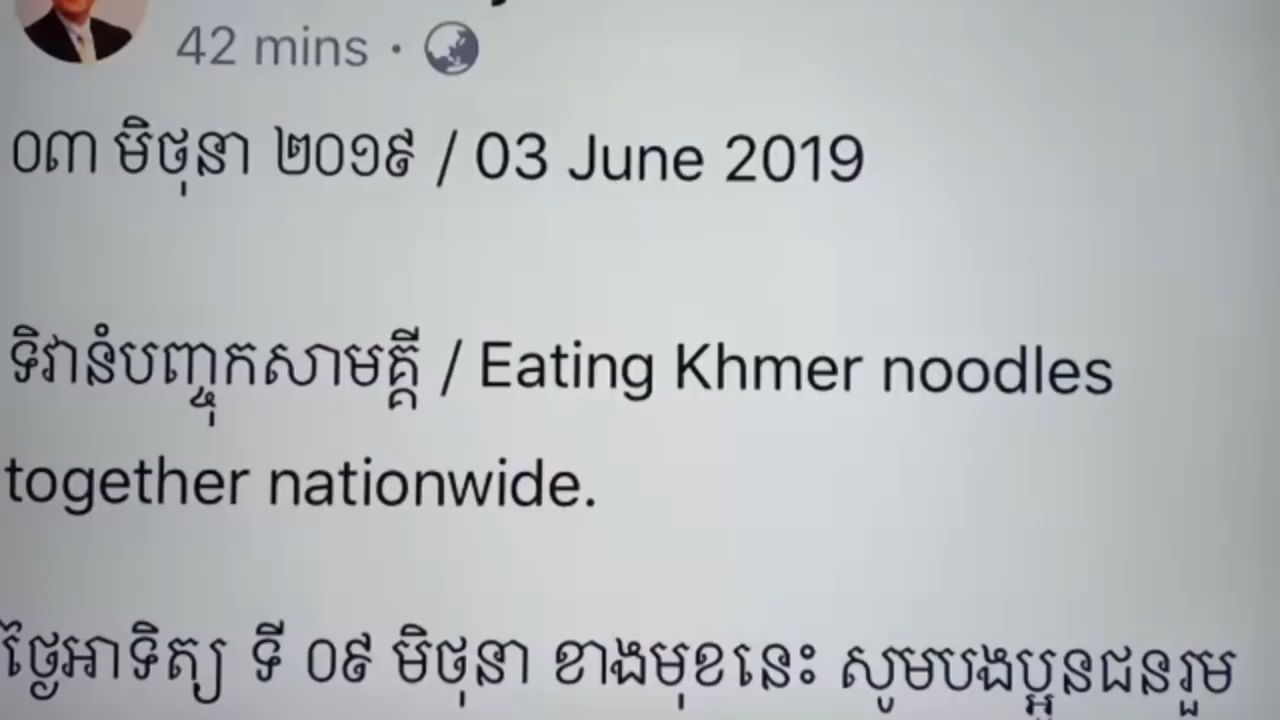 42 mins ·
០៣ មិថុនា ២០១៩ / 03 June 2019
ទិវានំបញ្ចុកសាមគ្គី / Eating Khmer noodles
together nationwide.
ថ្ងៃអាទិត្យ ទី ០៩ មិថុនា ខាងមុខនេះ សូមបងប្អូនជនរួម